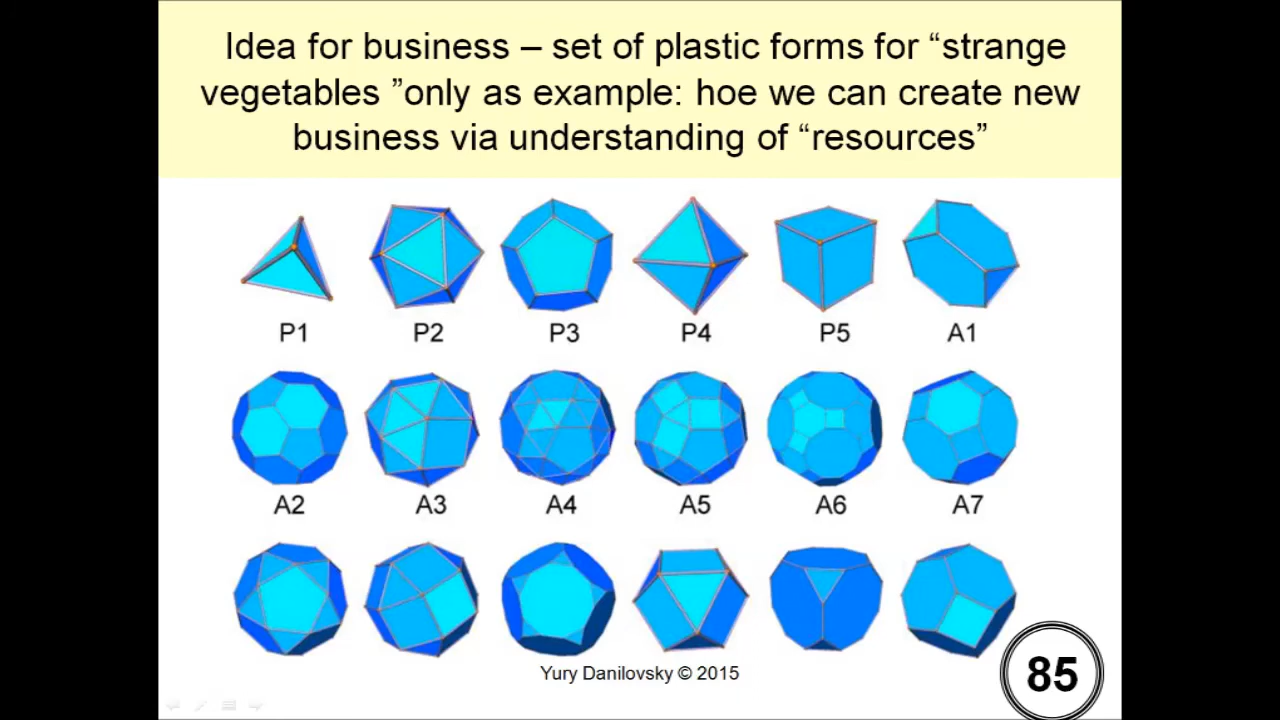 Idea for business – set of plastic forms for “strange
vegetables ”only as example: hoe we can create new
business via understanding of “resources”
P1 P2 P3 P4 P5 A1
A2 A3 A4 A5 A6 A7
Yury Danilovsky © 2015
85